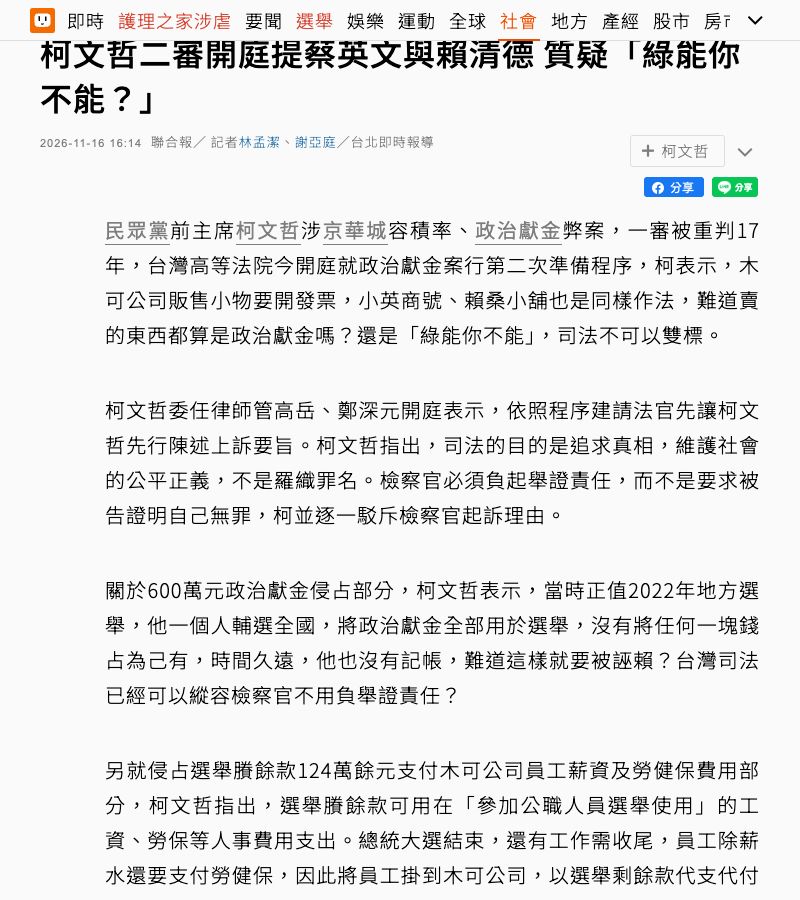 即時 護理之家涉虐 要聞 選舉 娛樂 運動 全球 社會 地方 產經 股市
柯文哲二審開庭提蔡英文與賴清德 質疑「綠能你
不能？」
2026-11-16 16:14 聯合報／ 記者林孟潔、謝亞庭／台北即時報導
+ 柯文哲
分享 分享
民眾黨前主席柯文哲涉京華城容積率、政治獻金弊案，一審被重判17
年，台灣高等法院今開庭就政治獻金案行第二次準備程序，柯表示，木
可公司販售小物要開發票，小英商號、賴桑小舖也是同樣作法，難道賣
的東西都算是政治獻金嗎？還是「綠能你不能」，司法不可以雙標。
柯文哲委任律師管高岳、鄭深元開庭表示，依照程序建請法官先讓柯文
哲先行陳述上訴要旨。柯文哲指出，司法的目的是追求真相，維護社會
的公平正義，不是羅織罪名。檢察官必須負起舉證責任，而不是要求被
告證明自己無罪，柯並逐一駁斥檢察官起訴理由。
關於600萬元政治獻金侵占部分，柯文哲表示，當時正值2022年地方選
舉，他一個人輔選全國，將政治獻金全部用於選舉，沒有將任何一塊錢
占為己有，時間久遠，他也沒有記帳，難道這樣就要被誣賴？台灣司法
已經可以縱容檢察官不用負舉證責任？
另就侵占選舉賸餘款124萬餘元支付木可公司員工薪資及勞健保費用部
分，柯文哲指出，選舉賸餘款可用在「參加公職人員選舉使用」的工
資、勞保等人事費用支出。總統大選結束，還有工作需收尾，員工除薪
水還要支付勞健保，因此將員工掛到木可公司，以選舉剩餘款代支代付